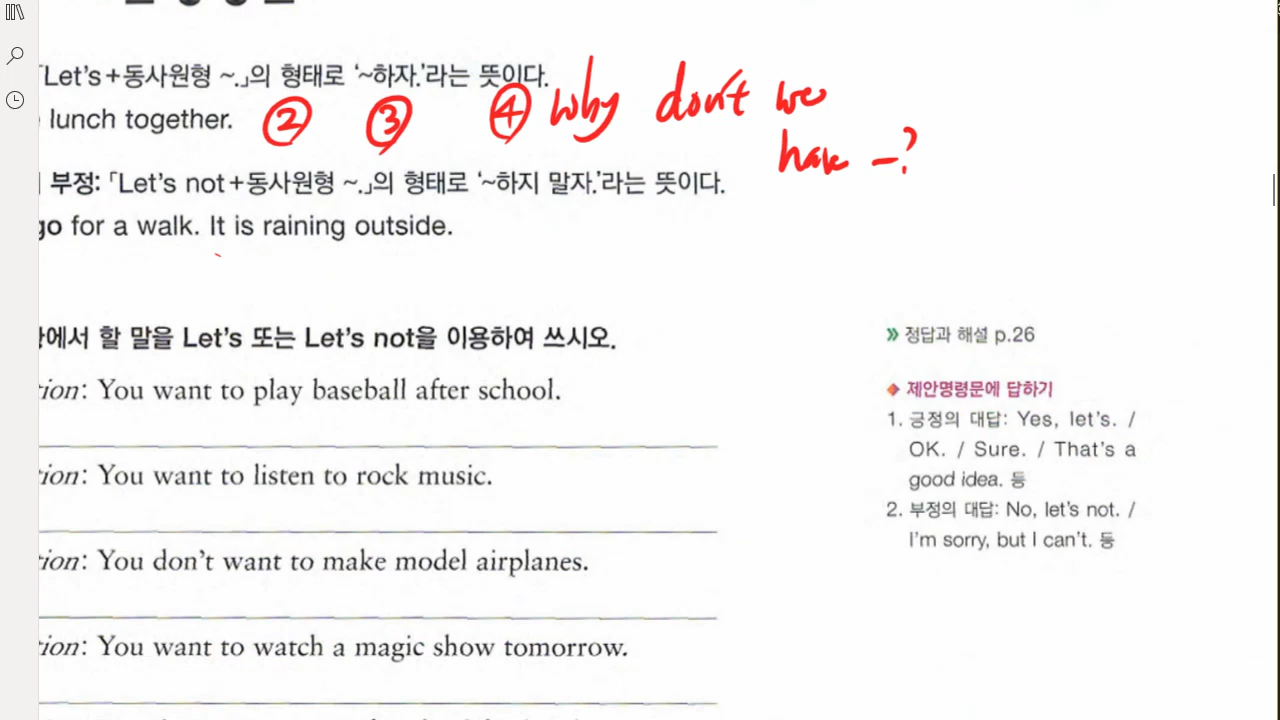 「Let's+동사원형 ~.」의 형태로 '~하자.'라는 뜻이다.
lunch together.
② ③ ④ why don't we
have –?
부정: 「Let's not+동사원형 ~.」의 형태로 '~하지 말자.'라는 뜻이다.
go for a walk. It is raining outside.
에서 할 말을 Let's 또는 Let's not을 이용하여 쓰시오.
tion: You want to play baseball after school.
tion: You want to listen to rock music.
tion: You don't want to make model airplanes.
tion: You want to watch a magic show tomorrow.
» 정답과 해설 p.26
제안명령문에 답하기
1. 긍정의 대답: Yes, let's. /
OK. / Sure. / That's a
good idea. 등
2. 부정의 대답: No, let's not. /
I'm sorry, but I can't. 등